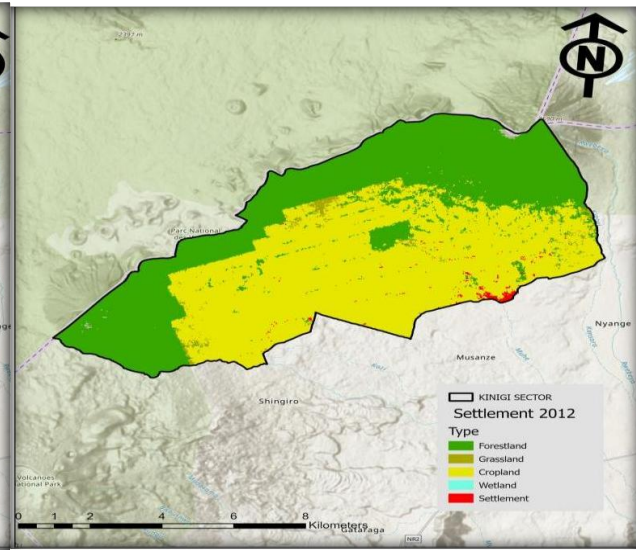 2397 m
N
Parc National
Nyange
Musanze
Shingiro
KINIGI SECTOR
Settlement 2012
Type
Forestland
Grassland
Cropland
Wetland
Settlement
Volcanoes
National Park
0 1 2 4 6 8
Kilometers
Gataraga
NR2